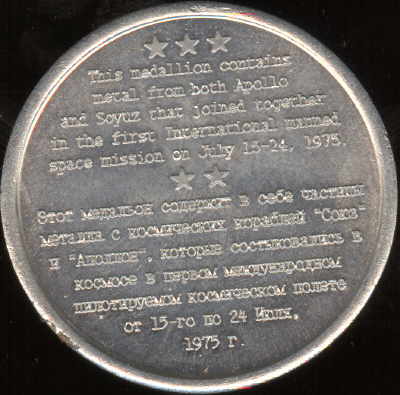 This medallion contains
metal from both Apollo
and Soyuz that joined together
in the first International manned
space mission on July 15-24, 1975.
Этот медальон содержит в себе частицы
металла с космических кораблей "Союз"
и "Аполлон", которые состыковались в
космосе в первом международном
пилотируемом космическом полете
от 15-го по 24 Июля,
1975 г.